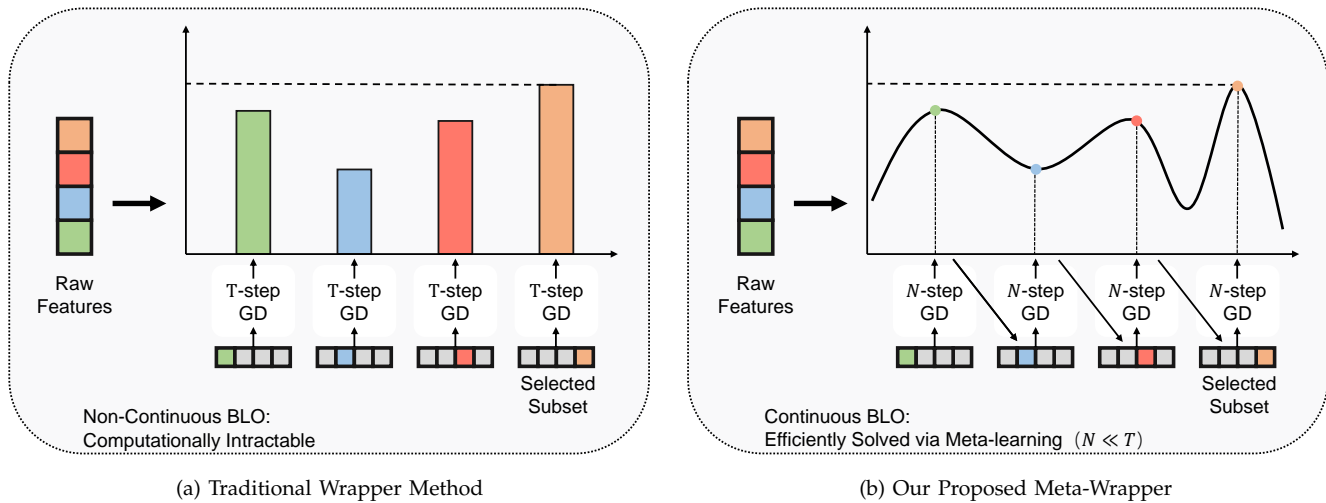 Raw
Features
T-step
GD
T-step
GD
T-step
GD
T-step
GD
Selected
Subset
Non-Continuous BLO:
Computationally Intractable
(a) Traditional Wrapper Method
Raw
Features
N-step
GD
N-step
GD
N-step
GD
N-step
GD
Selected
Subset
Continuous BLO:
Efficiently Solved via Meta-learning (N ≪ T)
(b) Our Proposed Meta-Wrapper